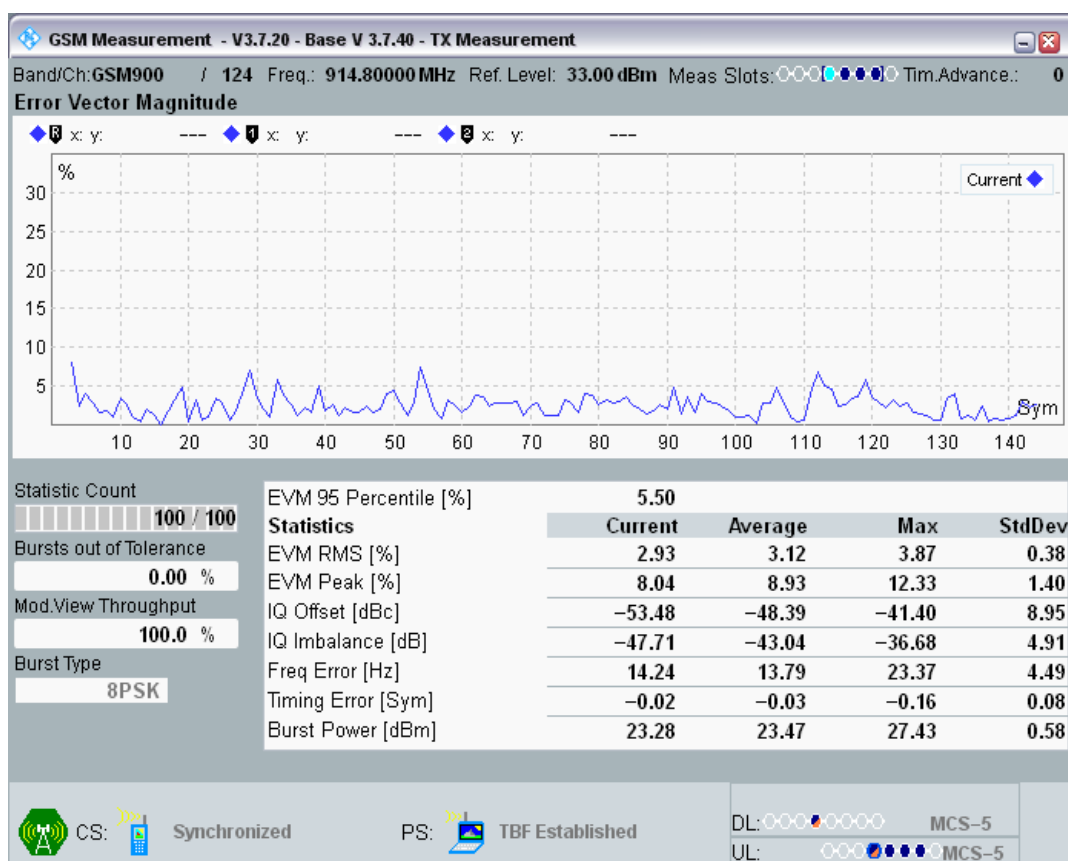 GSM Measurement - V3.7.20 - Base V 3.7.40 - TX Measurement
Band/Ch: GSM900 / 124 Freq.: 914.80000 MHz Ref. Level: 33.00 dBm Meas Slots: Tim.Advance.: 0
Error Vector Magnitude
R x: y: --- 1 x: y: --- 2 x: y: ---
%
Current
30
25
20
15
10
5
Sym
10 20 30 40 50 60 70 80 90 100 110 120 130 140
Statistic Count
100 / 100
Bursts out of Tolerance
0.00 %
Mod.View Throughput
100.0 %
Burst Type
8PSK
EVM 95 Percentile [%] 5.50
Statistics Current Average Max StdDev
EVM RMS [%] 2.93 3.12 3.87 0.38
EVM Peak [%] 8.04 8.93 12.33 1.40
IQ Offset [dBc] −53.48 −48.39 −41.40 8.95
IQ Imbalance [dB] −47.71 −43.04 −36.68 4.91
Freq Error [Hz] 14.24 13.79 23.37 4.49
Timing Error [Sym] −0.02 −0.03 −0.16 0.08
Burst Power [dBm] 23.28 23.47 27.43 0.58
CS: Synchronized PS: TBF Established
DL: MCS−5
UL: MCS−5